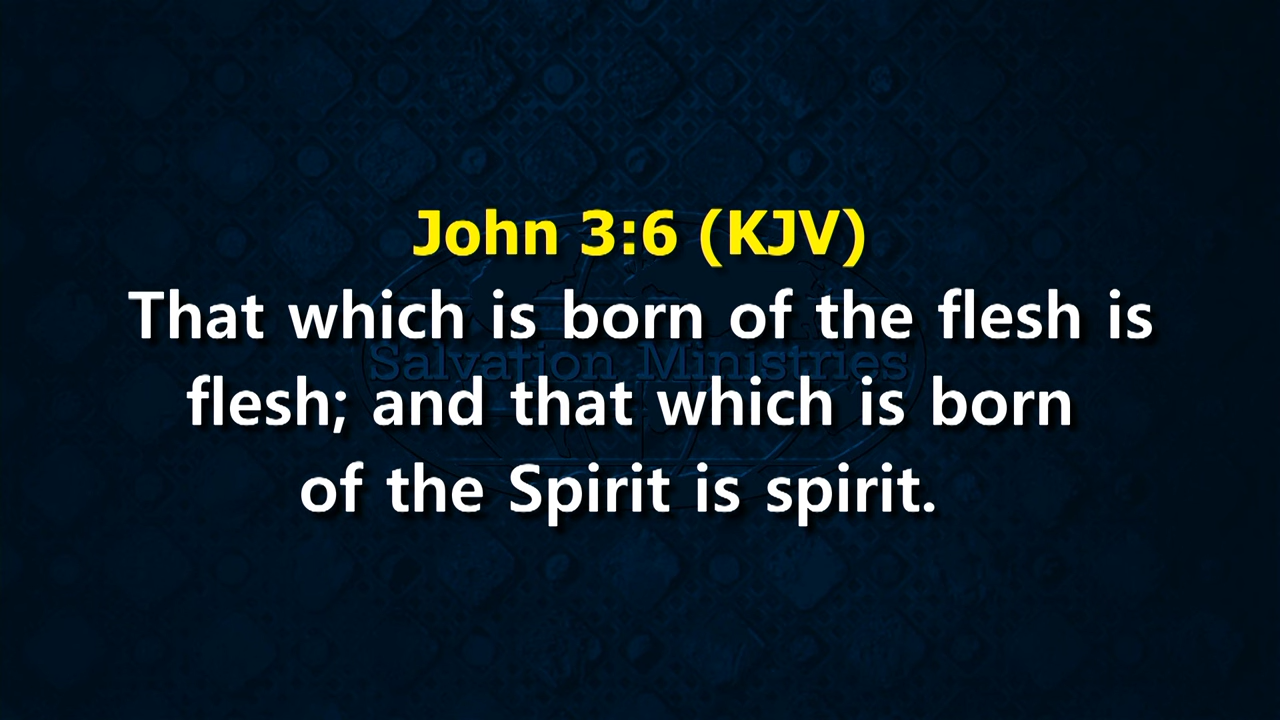 John 3:6 (KJV)
That which is born of the flesh is
Salvation Ministries
flesh; and that which is born
of the Spirit is spirit.